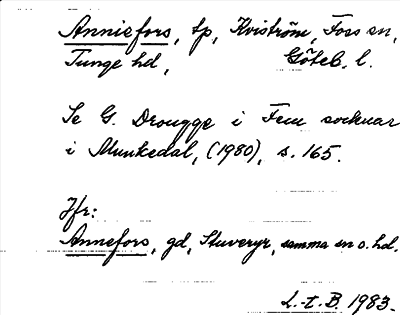 Anniefors, tp, Kviström, Foss sn,
Tunge hd, Göteb. l.
Se G. Drougge i Fem socknar
i Munkedal, (1980), s. 165.
Jfr:
Annefors, gd, Stuveryr, samma sn o. hd.
L.-t. B. 1983.